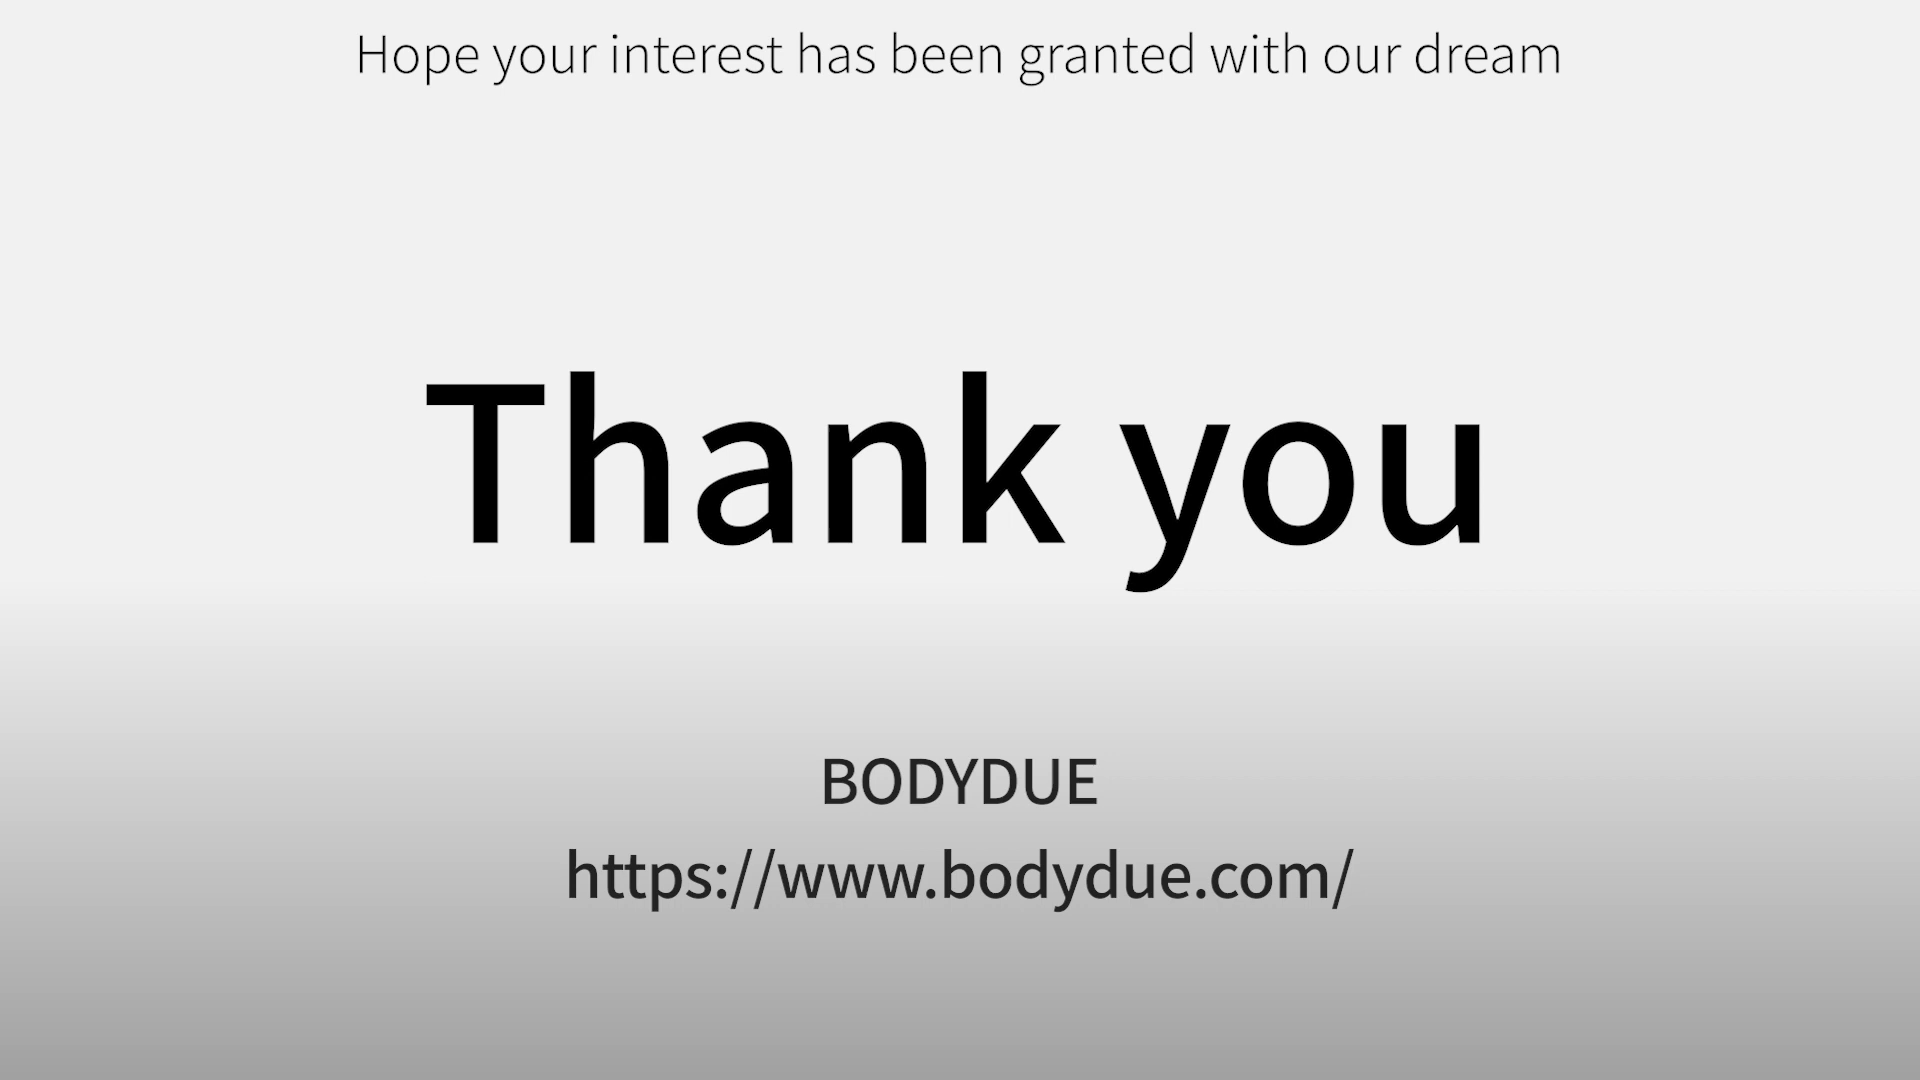 Hope your interest has been granted with our dream
Thank you
BODYDUE
https://www.bodydue.com/